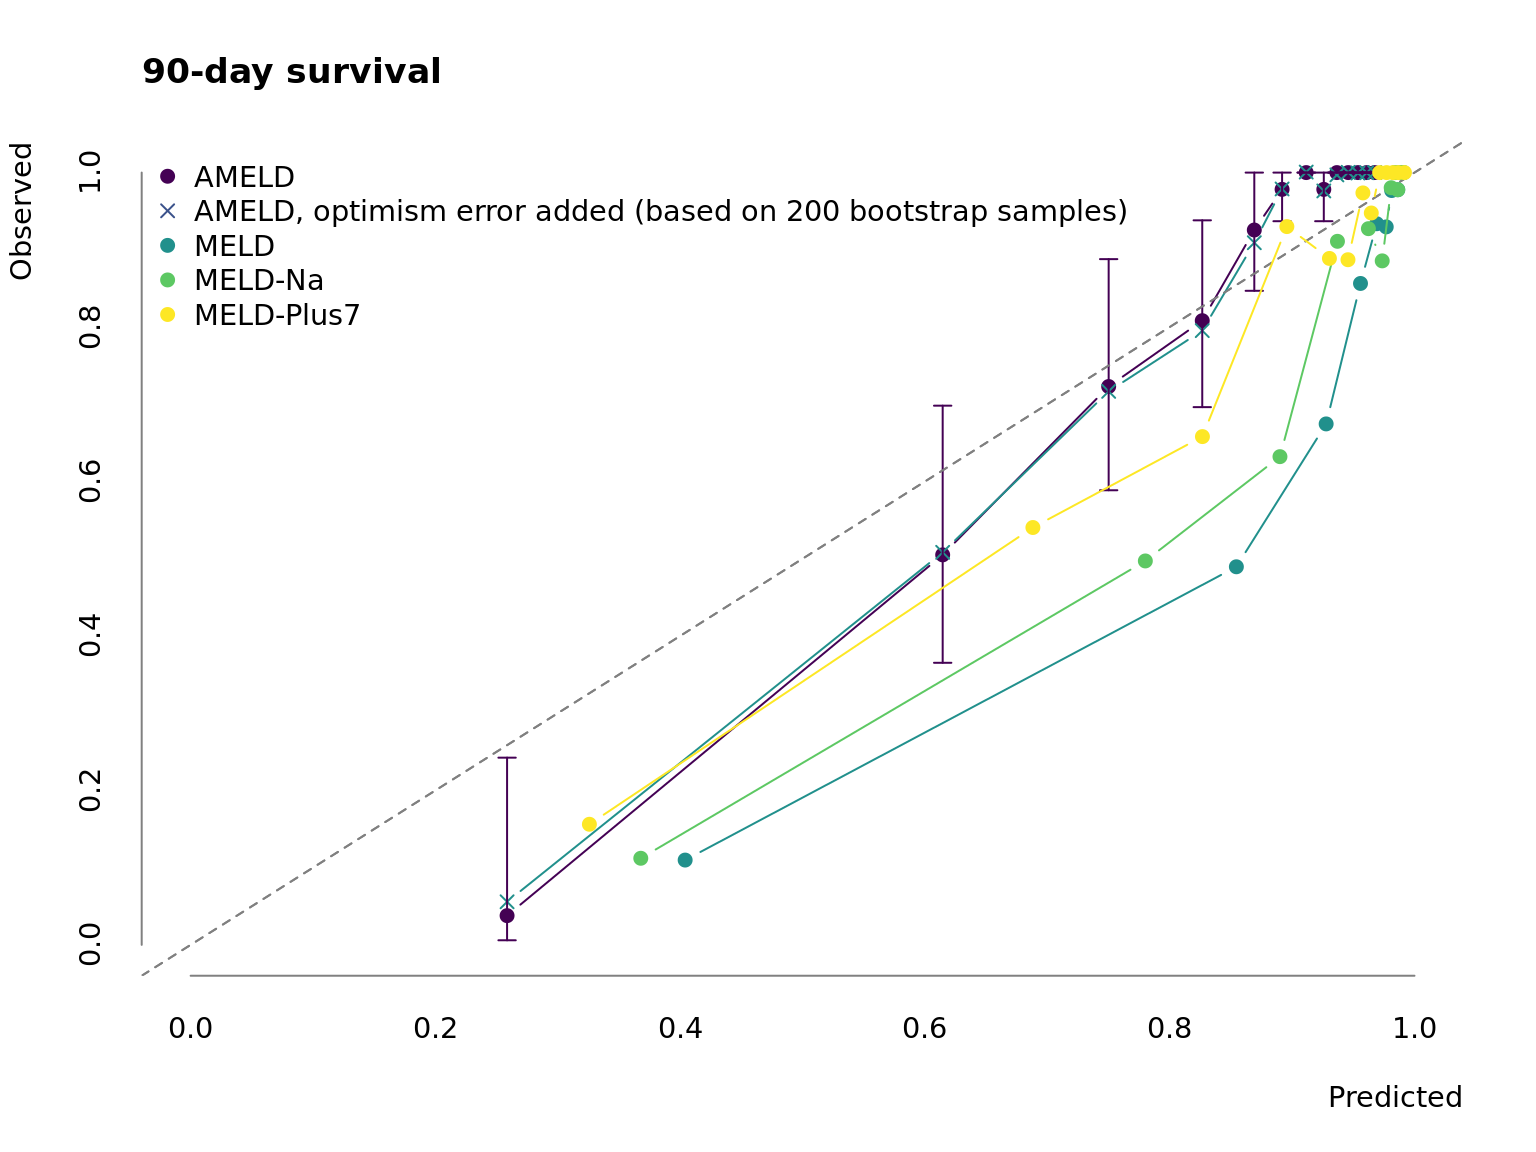 90-day survival
Observed
1.0
0.8
0.6
0.4
0.2
0.0
AMELD
AMELD, optimism error added (based on 200 bootstrap samples)
MELD
MELD-Na
MELD-Plus7
0.0 0.2 0.4 0.6 0.8 1.0
Predicted